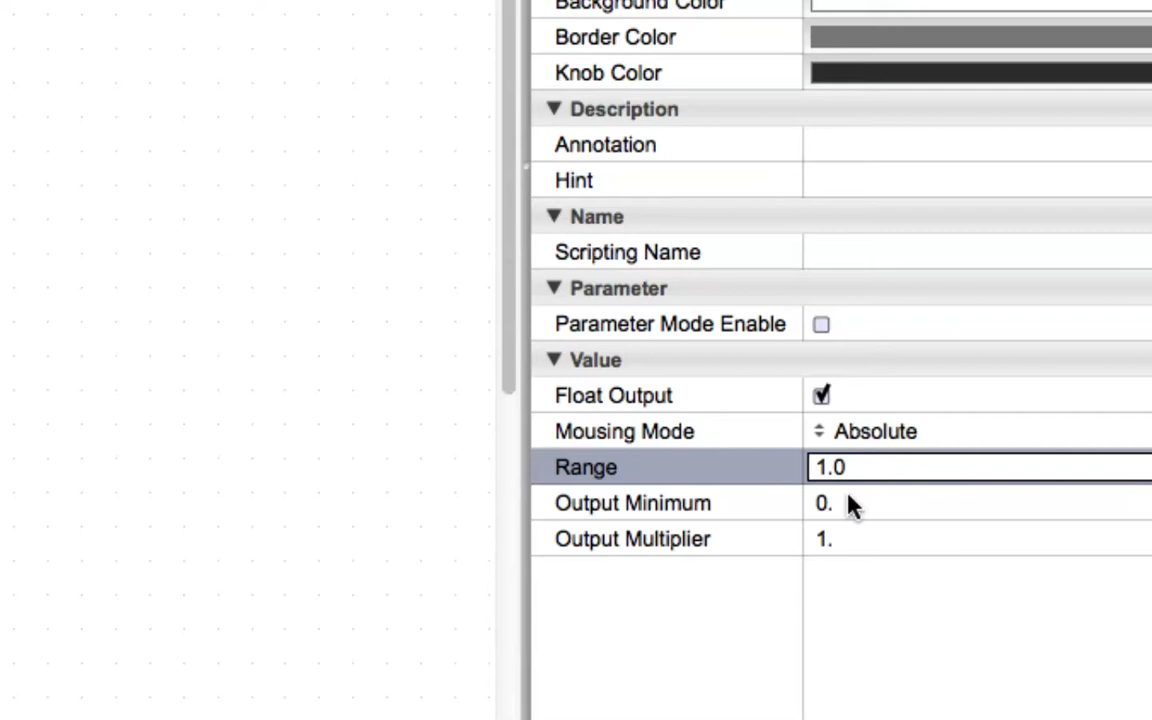 Background Color
Border Color
Knob Color
Description
Annotation
Hint
Name
Scripting Name
Parameter
Parameter Mode Enable
Value
Float Output
Mousing Mode Absolute
Range 1.0
Output Minimum 0.
Output Multiplier 1.